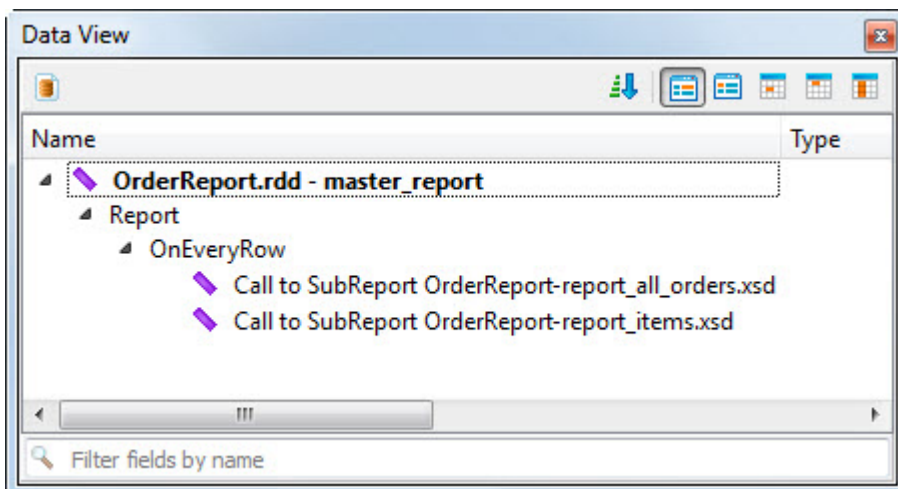 Data View
Name Type
OrderReport.rdd - master_report
Report
OnEveryRow
Call to SubReport OrderReport-report_all_orders.xsd
Call to SubReport OrderReport-report_items.xsd
Filter fields by name